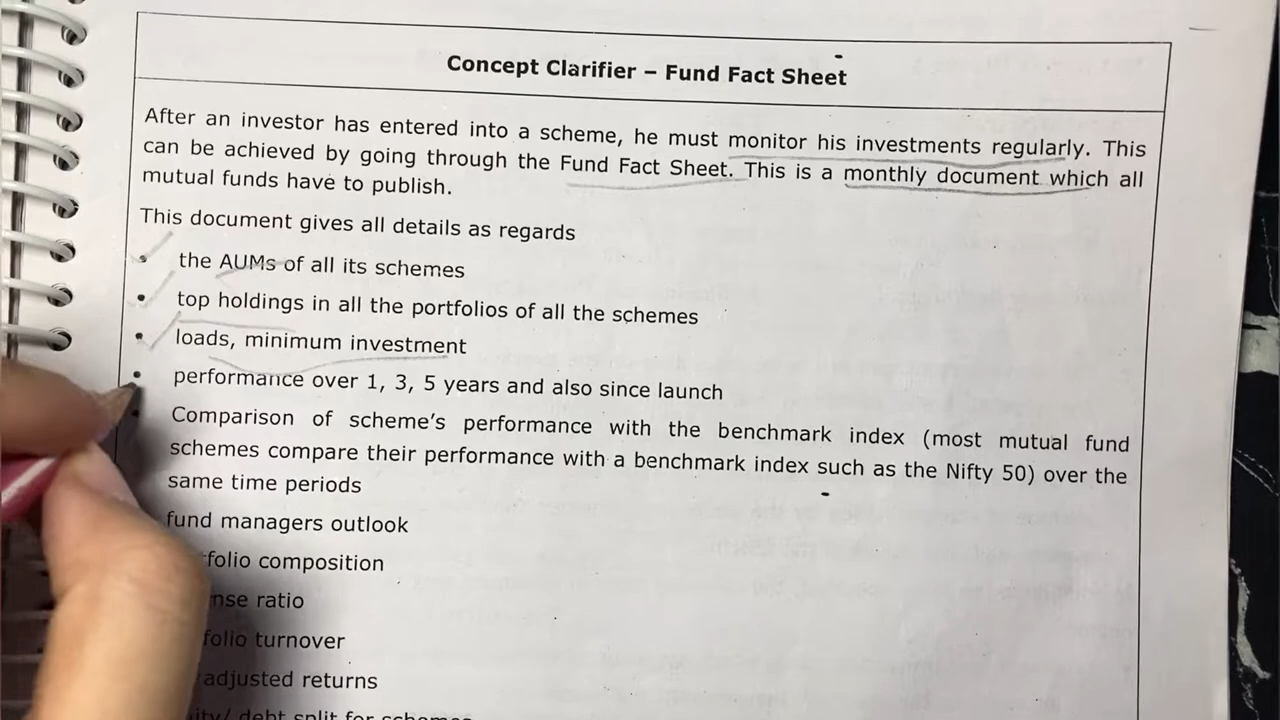 Concept Clarifier – Fund Fact Sheet
After an investor has entered into a scheme, he must monitor his investments regularly. This
can be achieved by going through the Fund Fact Sheet. This is a monthly document which all
mutual funds have to publish.
This document gives all details as regards
• the AUMs of all its schemes
• top holdings in all the portfolios of all the schemes
• loads, minimum investment
• performance over 1, 3, 5 years and also since launch
• Comparison of scheme's performance with the benchmark index (most mutual fund
schemes compare their performance with a benchmark index such as the Nifty 50) over the
same time periods
fund managers outlook
folio composition
nse ratio
folio turnover
adjusted returns
ity/ debt split for schemes